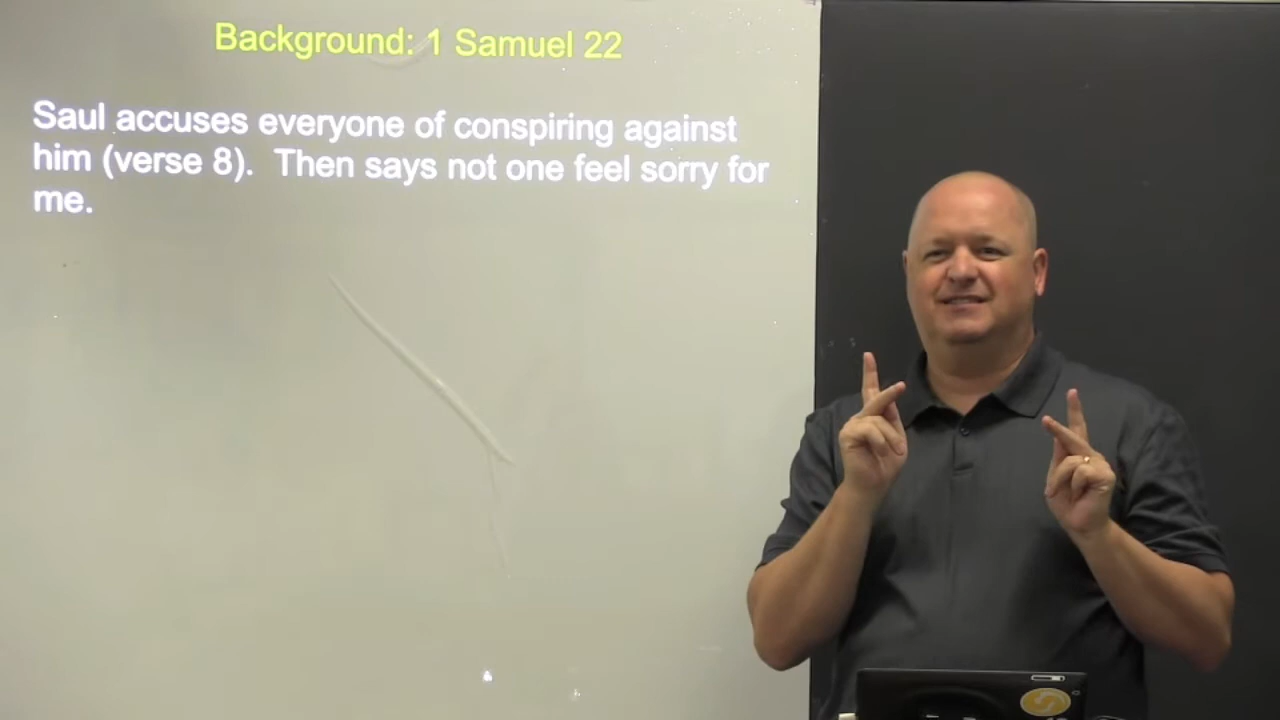 Background: 1 Samuel 22
Saul accuses everyone of conspiring against
him (verse 8). Then says not one feel sorry for
me.